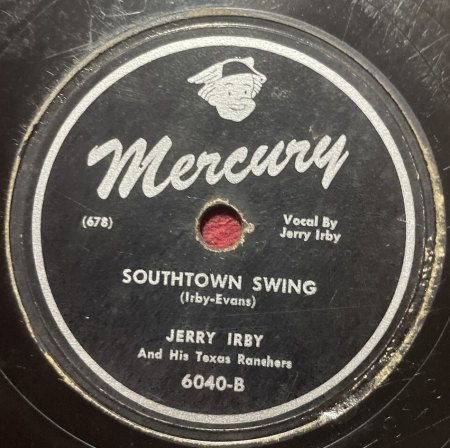 Mercury
(678)
Vocal By
Jerry Irby
SOUTHTOWN SWING
(Irby-Evans)
JERRY IRBY
And His Texas Ranchers
6040-B